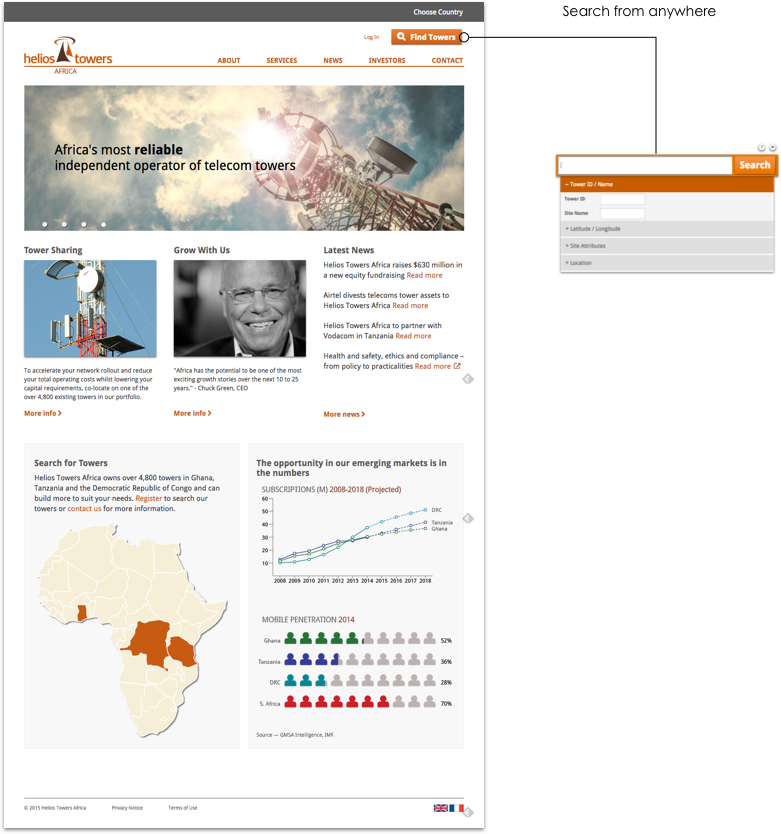 Choose Country
Search from anywhere
Log In
Find Towers
helios towers
AFRICA
ABOUT SERVICES NEWS INVESTORS CONTACT
Africa's most reliable
independent operator of telecom towers
Search
– Tower ID / Name
Tower ID
Site Name
+ Latitude / Longitude
+ Site Attributes
+ Location
Tower Sharing
To accelerate your network rollout and reduce
your total operating costs whilst lowering your
capital requirements, co-locate on one of the
over 4,800 existing towers in our portfolio.
More info
Grow With Us
"Africa has the potential to be one of the most
exciting growth stories over the next 10 to 25
years." - Chuck Green, CEO
More info
Latest News
Helios Towers Africa raises $630 million in
a new equity fundraising Read more
Airtel divests telecoms tower assets to
Helios Towers Africa Read more
Helios Towers Africa to partner with
Vodacom in Tanzania Read more
Health and safety, ethics and compliance –
from policy to practicalities Read more
More news
Search for Towers
Helios Towers Africa owns over 4,800 towers in Ghana,
Tanzania and the Democratic Republic of Congo and can
build more to suit your needs. Register to search our
towers or contact us for more information.
The opportunity in our emerging markets is in
the numbers
SUBSCRIPTIONS (M) 2008-2018 (Projected)
60
50
40
30
20
10
DRC
Tanzania
Ghana
2008 2009 2010 2011 2012 2013 2014 2015 2016 2017 2018
MOBILE PENETRATION 2014
Ghana 52%
Tanzania 36%
DRC 28%
S. Africa 70%
Source — GMSA Intelligence, IMF.
© 2015 Helios Towers Africa Privacy Notice Terms of Use